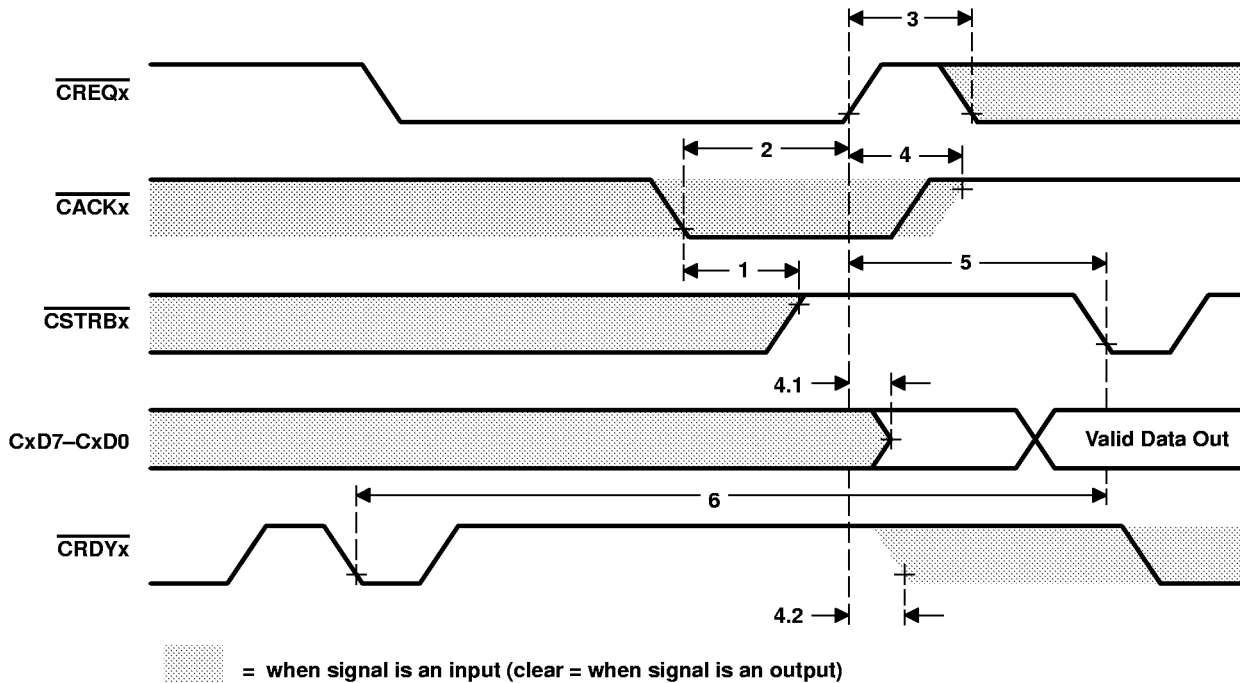 3
CREQx
2
4
CACKx
1
5
CSTRBx
4.1
CxD7–CxD0
Valid Data Out
6
CRDYx
4.2
= when signal is an input (clear = when signal is an output)